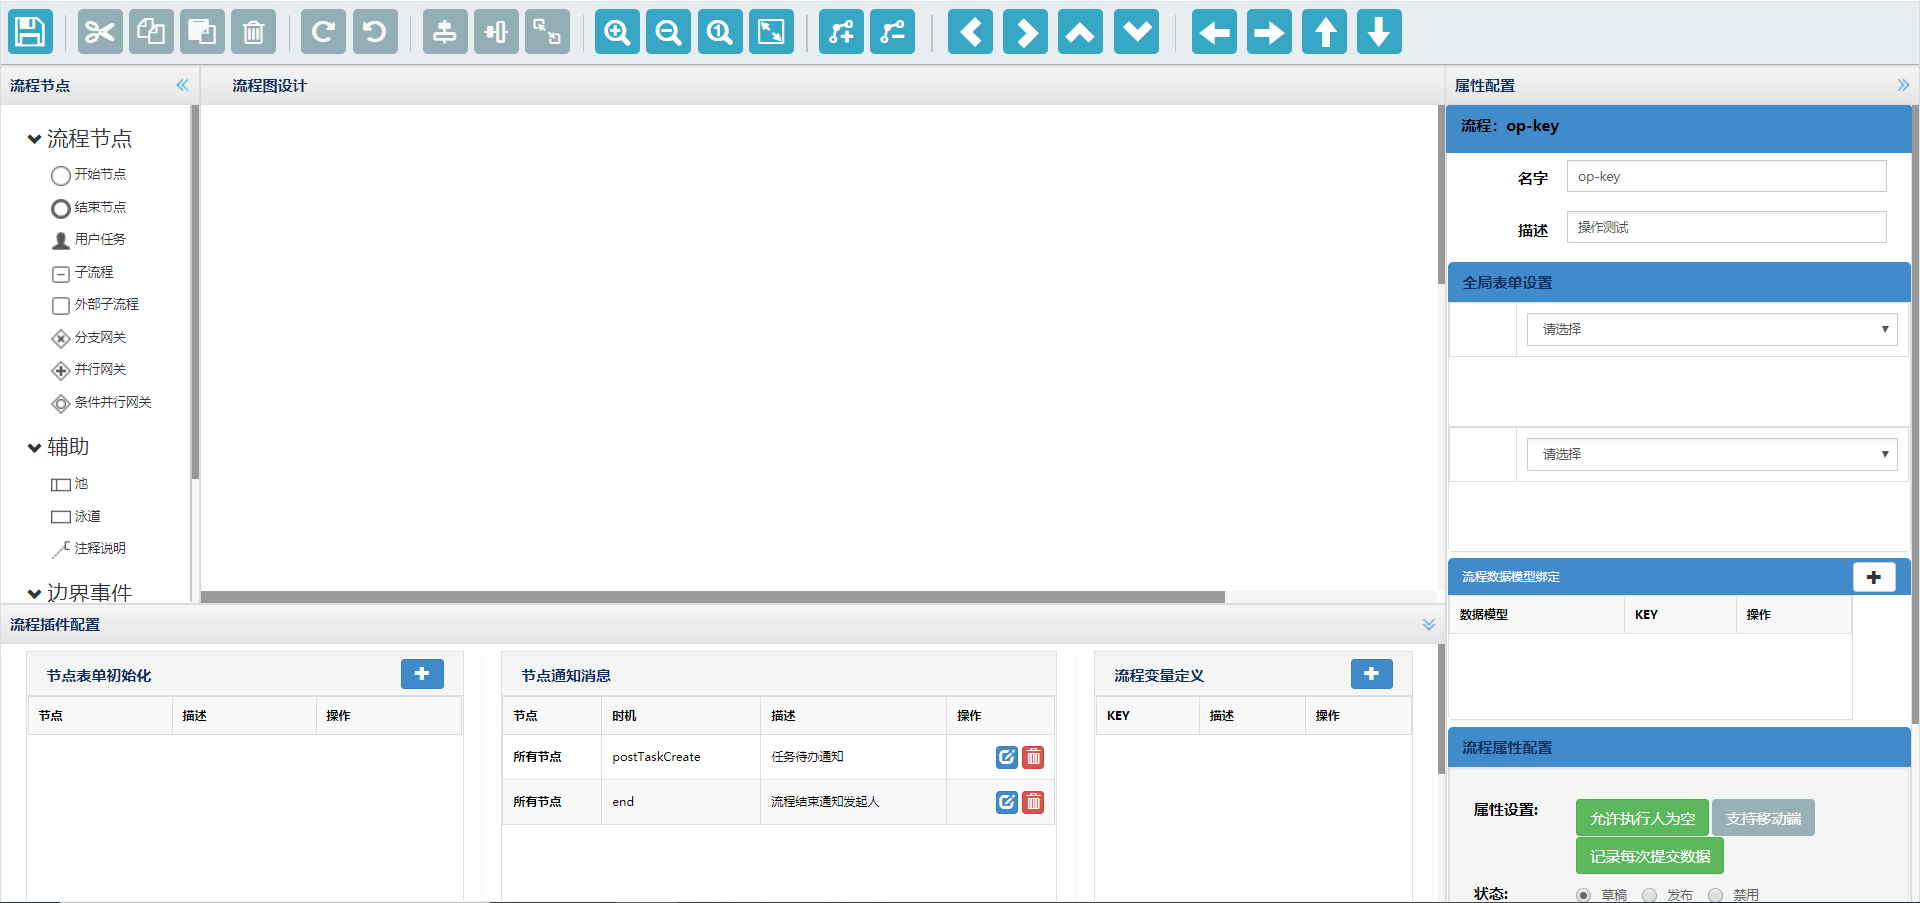 流程节点
流程图设计
属性配置
流程节点
开始节点
结束节点
用户任务
子流程
外部子流程
分支网关
并行网关
条件并行网关
辅助
池
泳道
注释说明
边界事件
流程：op-key
名字 op-key
描述 操作测试
全局表单设置
请选择
请选择
流程数据模型绑定
数据模型 KEY 操作
流程属性配置
属性设置: 允许执行人为空 支持移动端
记录每次提交数据
状态: 草稿 发布 禁用
流程插件配置
节点表单初始化
节点 描述 操作
节点通知消息
节点 时机 描述 操作
所有节点 postTaskCreate 任务待办通知
所有节点 end 流程结束通知发起人
流程变量定义
KEY 描述 操作